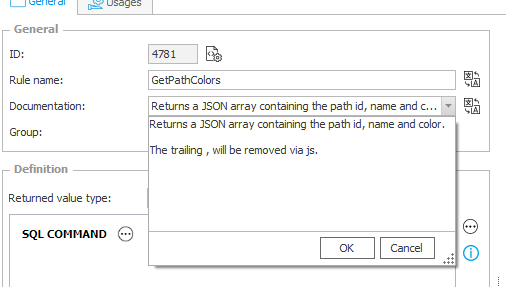 General
Usages
General
ID:
4781
Rule name:
GetPathColors
Documentation:
Returns a JSON array containing the path id, name and c...
Returns a JSON array containing the path id, name and color.
The trailing , will be removed via js.
Group:
Definition
Returned value type:
SQL COMMAND
OK
Cancel